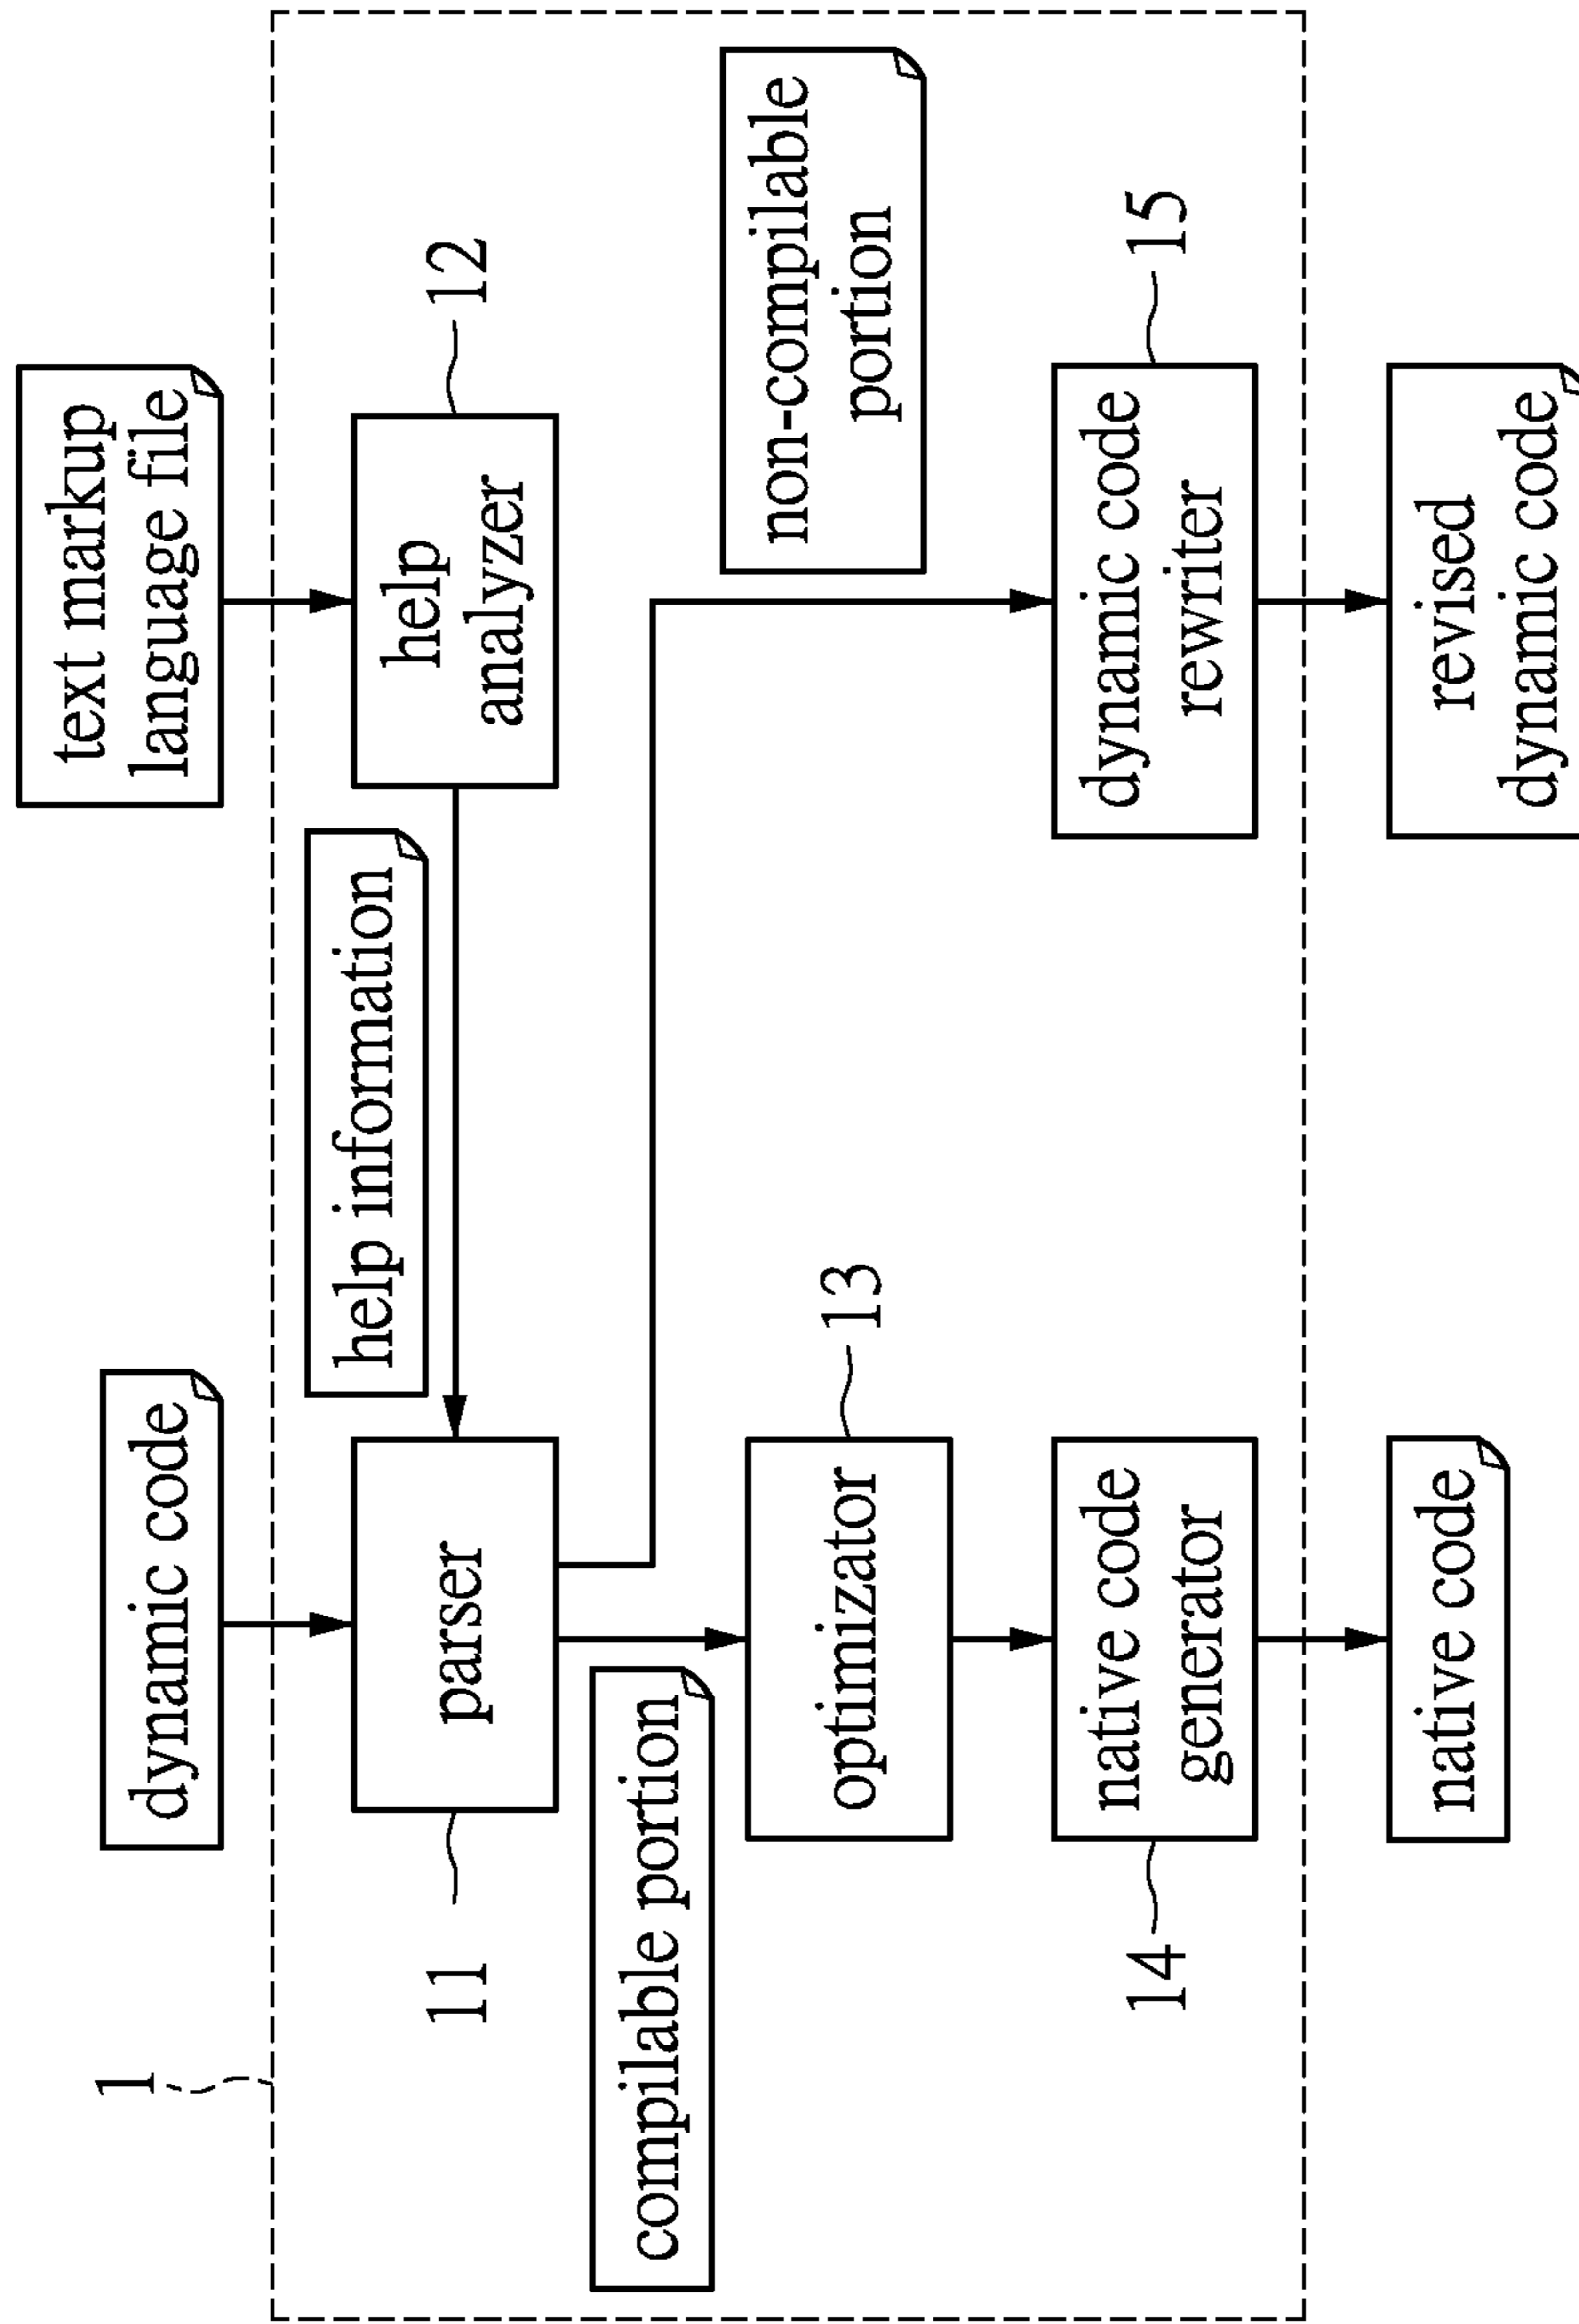 1
dynamic code
text markup
language file
11
parser
help information
help
analyzer
12
compilable portion
optimizator
13
non-compilable
portion
14
native code
generator
dynamic code
rewriter
15
native code
revised
dynamic code